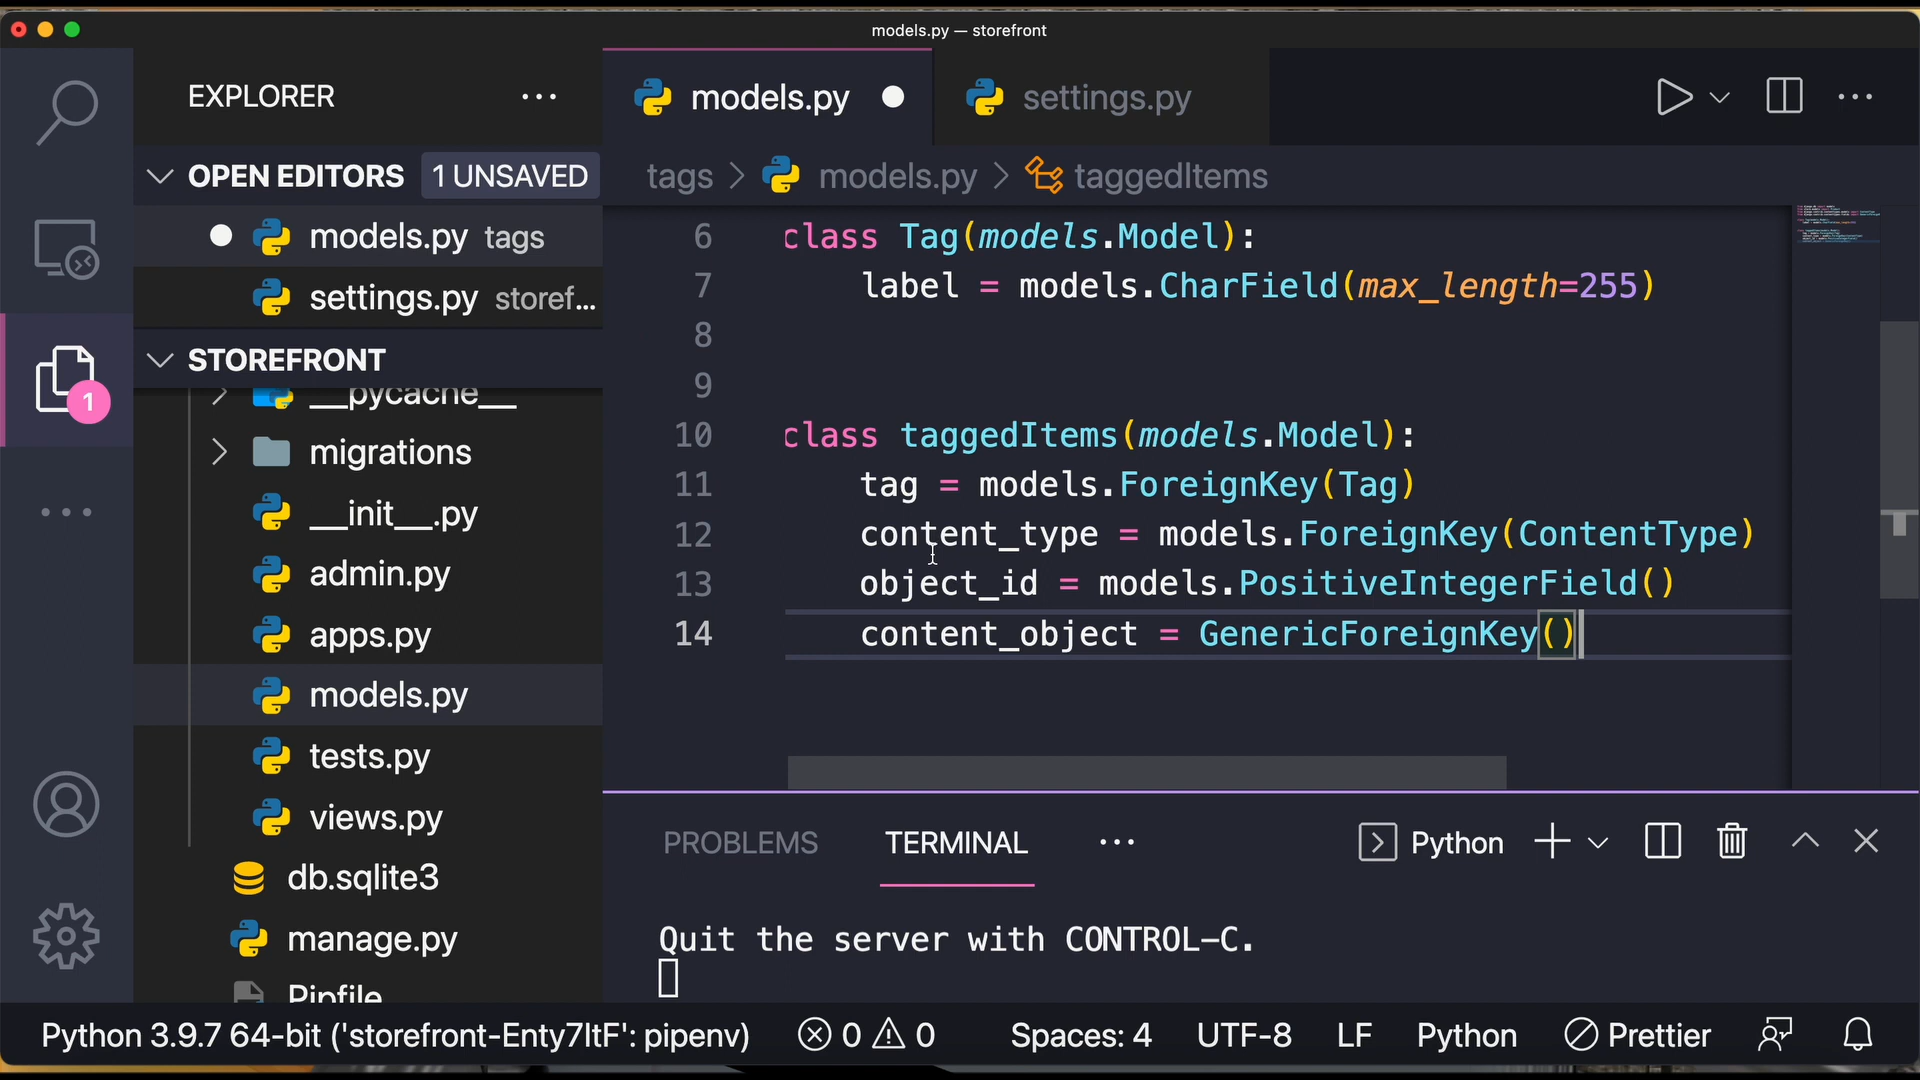 models.py — storefront
EXPLORER
models.py
settings.py
OPEN EDITORS 1 UNSAVED
tags > models.py > taggedItems
models.py tags
settings.py storef...
STOREFRONT
__pycache__
migrations
__init__.py
admin.py
apps.py
models.py
tests.py
views.py
db.sqlite3
manage.py
Pipfile
1
6 class Tag(models.Model):
7 label = models.CharField(max_length=255)
8
9
10 class taggedItems(models.Model):
11 tag = models.ForeignKey(Tag)
12 content_type = models.ForeignKey(ContentType)
13 object_id = models.PositiveIntegerField()
14 content_object = GenericForeignKey()
PROBLEMS TERMINAL Python
Quit the server with CONTROL-C.
Python 3.9.7 64-bit ('storefront-Enty7ItF': pipenv) 0 0 Spaces: 4 UTF-8 LF Python Prettier